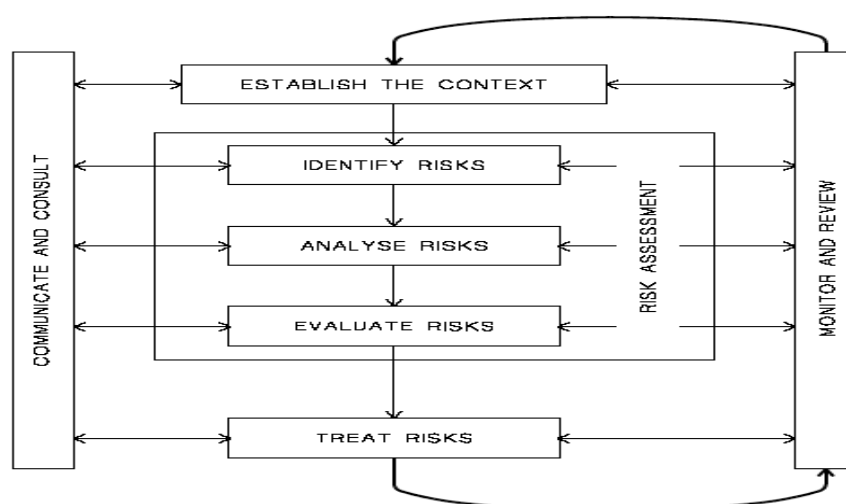 ESTABLISH THE CONTEXT
COMMUNICATE AND CONSULT
IDENTIFY RISKS
ANALYSE RISKS
EVALUATE RISKS
RISK ASSESSMENT
MONITOR AND REVIEW
TREAT RISKS